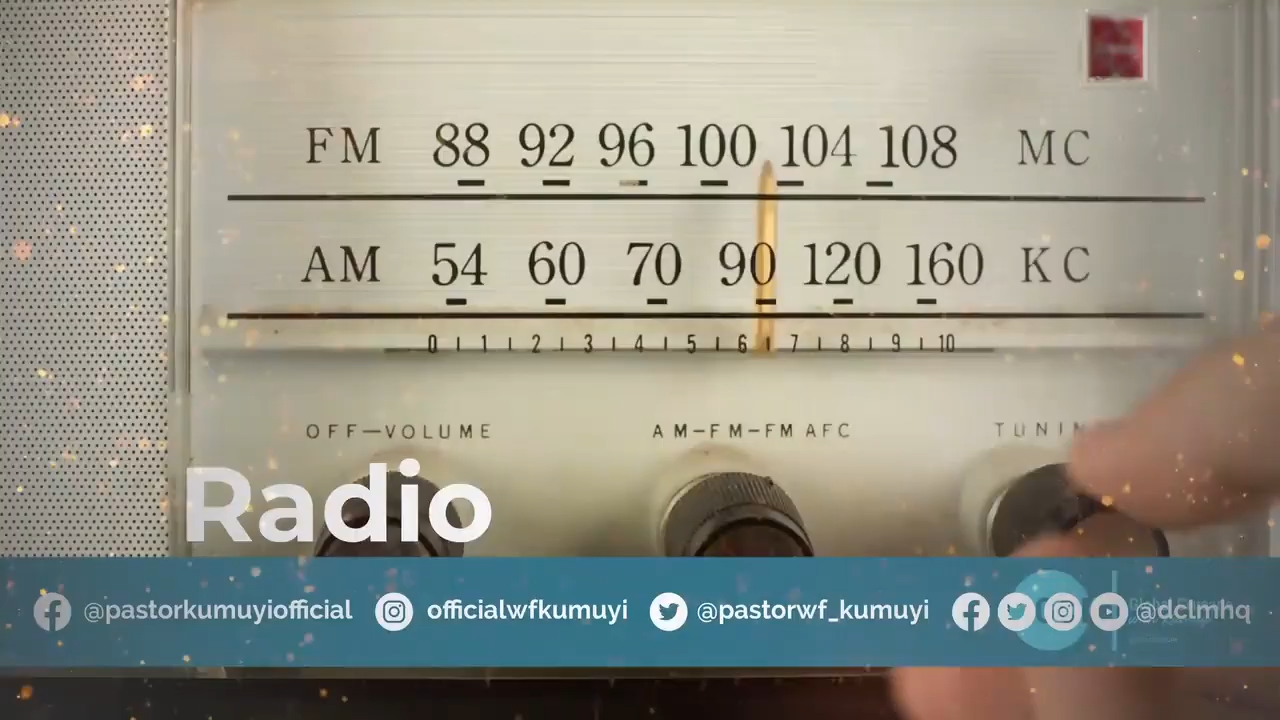 FM 88 92 96 100 104 108 MC
AM 54 60 70 90 120 160 KC
0 1 2 3 4 5 6 7 8 9 10
OFF—VOLUME AM—FM—FM AFC
Radio
@pastorkumuyiofficial officialwfkumuyi @pastorwf_kumuyi @dclmhq